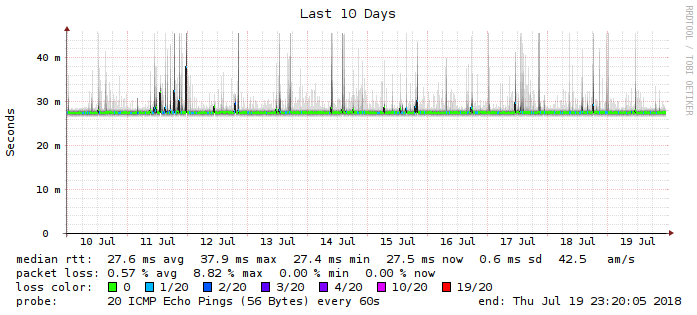 Last 10 Days
RRDTOOL / TOBI OETIKER
Seconds
40 m
30 m
20 m
10 m
0
10 Jul 11 Jul 12 Jul 13 Jul 14 Jul 15 Jul 16 Jul 17 Jul 18 Jul 19 Jul
median rtt: 27.6 ms avg 37.9 ms max 27.4 ms min 27.5 ms now 0.6 ms sd 42.5 am/s
packet loss: 0.57 % avg 8.82 % max 0.00 % min 0.00 % now
loss color: 0 1/20 2/20 3/20 4/20 10/20 19/20
probe: 20 ICMP Echo Pings (56 Bytes) every 60s end: Thu Jul 19 23:20:05 2018